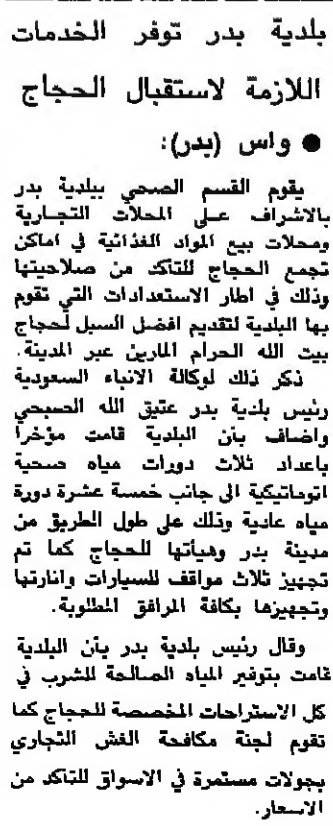 بلدية بدر توفر الخدمات
اللازمة لاستقبال الحجاج
● واس (بدر):
يقوم القسم الصحي ببلدية بدر
بالاشراف على المحلات التجارية
ومحلات بيع المواد الغذائية في اماكن
تجمع الحجاج للتأكد من صلاحيتها
وذلك في اطار الاستعدادات التي تقوم
بها البلدية لتقديم افضل السبل لحجاج
بيت الله الحرام المارين عبر المدينة.
ذكر ذلك لوكالة الانباء السعودية
رئيس بلدية بدر عتيق الله الصبحي
واضاف بأن البلدية قامت مؤخراً
باعداد ثلاث دورات مياه صحية
اتوماتيكية الى جانب خمسة عشرة دورة
مياه عادية وذلك على طول الطريق من
مدينة بدر وهيأتها للحجاج كما تم
تجهيز ثلاث مواقف للسيارات وانارتها
وتجهيزها بكافة المرافق المطلوبة.
وقال رئيس بلدية بدر بأن البلدية
قامت بتوفير المياه الصالحة للشرب في
كل الاستراحات المخصصة للحجاج كما
تقوم لجنة مكافحة الغش التجاري
بجولات مستمرة في الاسواق للتاكد من
الاسعار.